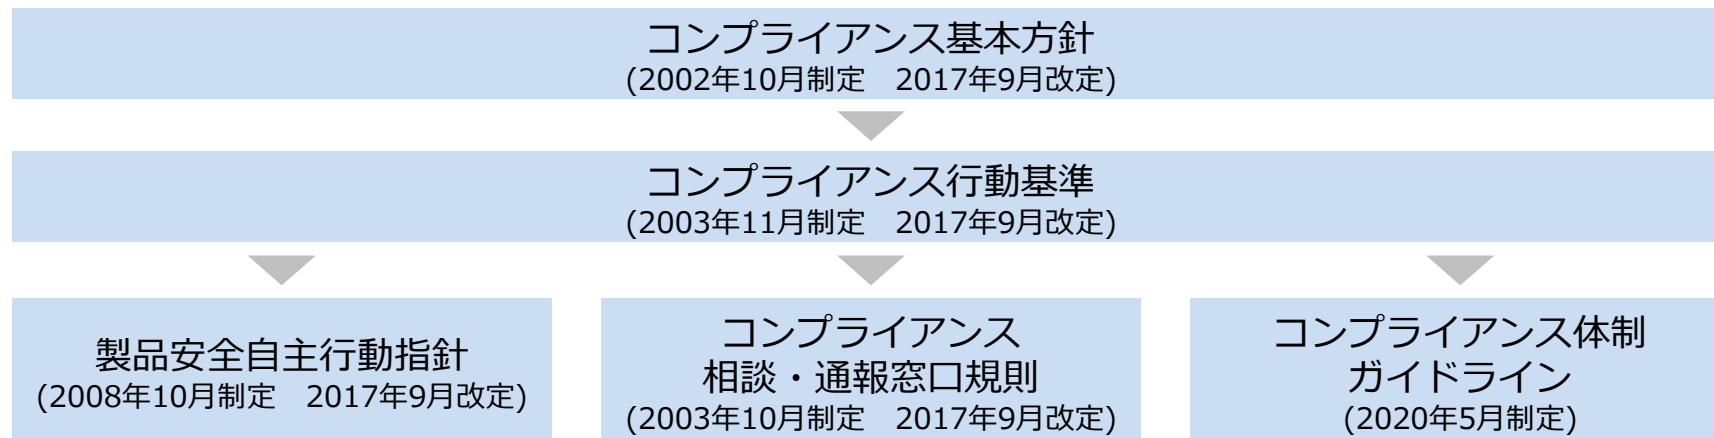 コンプライアンス基本方針
(2002年10月制定　2017年9月改定)
コンプライアンス行動基準
(2003年11月制定　2017年9月改定)
製品安全自主行動指針
(2008年10月制定　2017年9月改定)
コンプライアンス
相談・通報窓口規則
(2003年10月制定　2017年9月改定)
コンプライアンス体制
ガイドライン
(2020年5月制定)